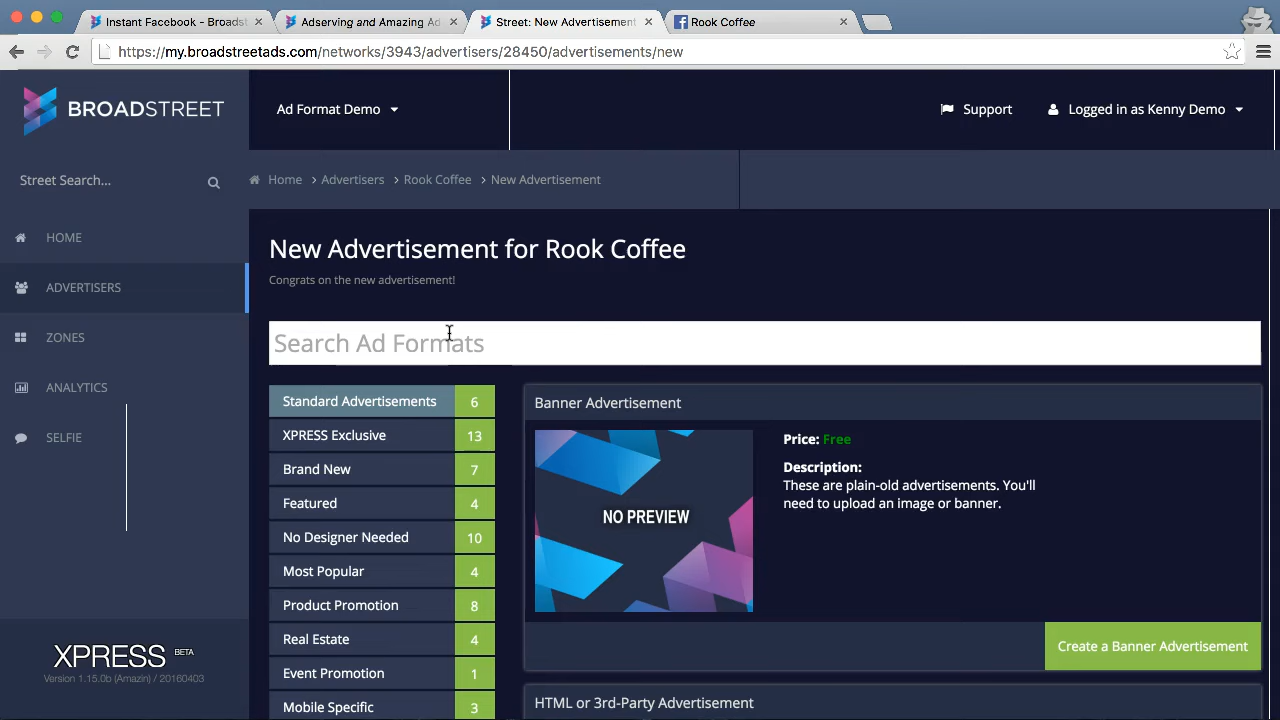 Instant Facebook - Broadst
Adserving and Amazing Ad
Street: New Advertisement
Rook Coffee
https://my.broadstreetads.com/networks/3943/advertisers/28450/advertisements/new
BROADSTREET
Ad Format Demo
Support
Logged in as Kenny Demo
Street Search...
Home > Advertisers > Rook Coffee > New Advertisement
HOME
ADVERTISERS
ZONES
ANALYTICS
SELFIE
XPRESS BETA
Version 1.15.0b (Amazin) / 20160403
New Advertisement for Rook Coffee
Congrats on the new advertisement!
Search Ad Formats
Standard Advertisements 6
XPRESS Exclusive 13
Brand New 7
Featured 4
No Designer Needed 10
Most Popular 4
Product Promotion 8
Real Estate 4
Event Promotion 1
Mobile Specific 3
Banner Advertisement
NO PREVIEW
Price: Free
Description:
These are plain-old advertisements. You'll
need to upload an image or banner.
Create a Banner Advertisement
HTML or 3rd-Party Advertisement